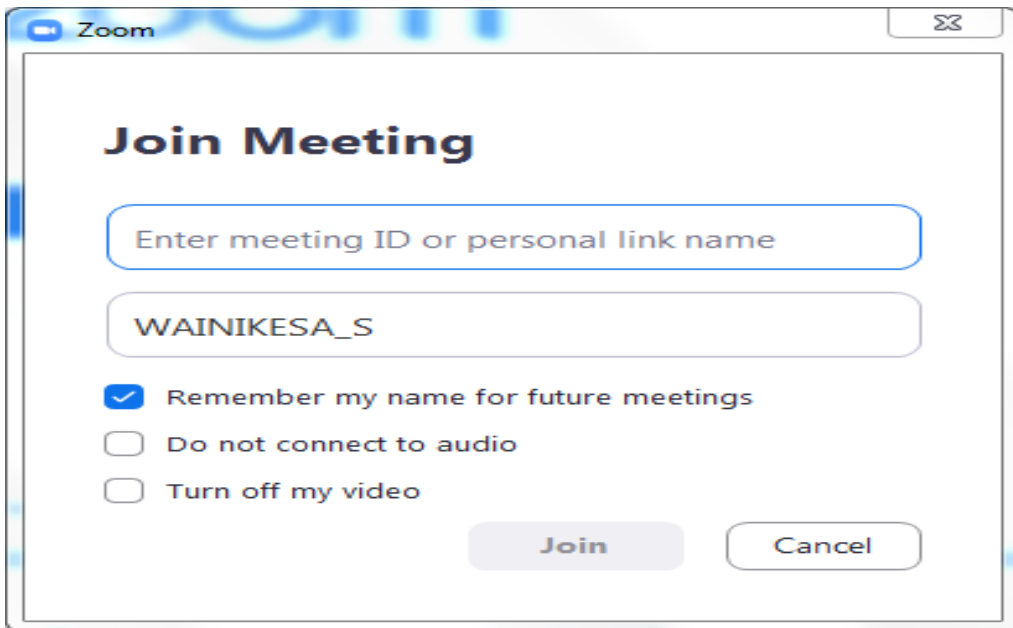 Zoom
Join Meeting
Enter meeting ID or personal link name
WAINIKESA_S
Remember my name for future meetings
Do not connect to audio
Turn off my video
Join Cancel